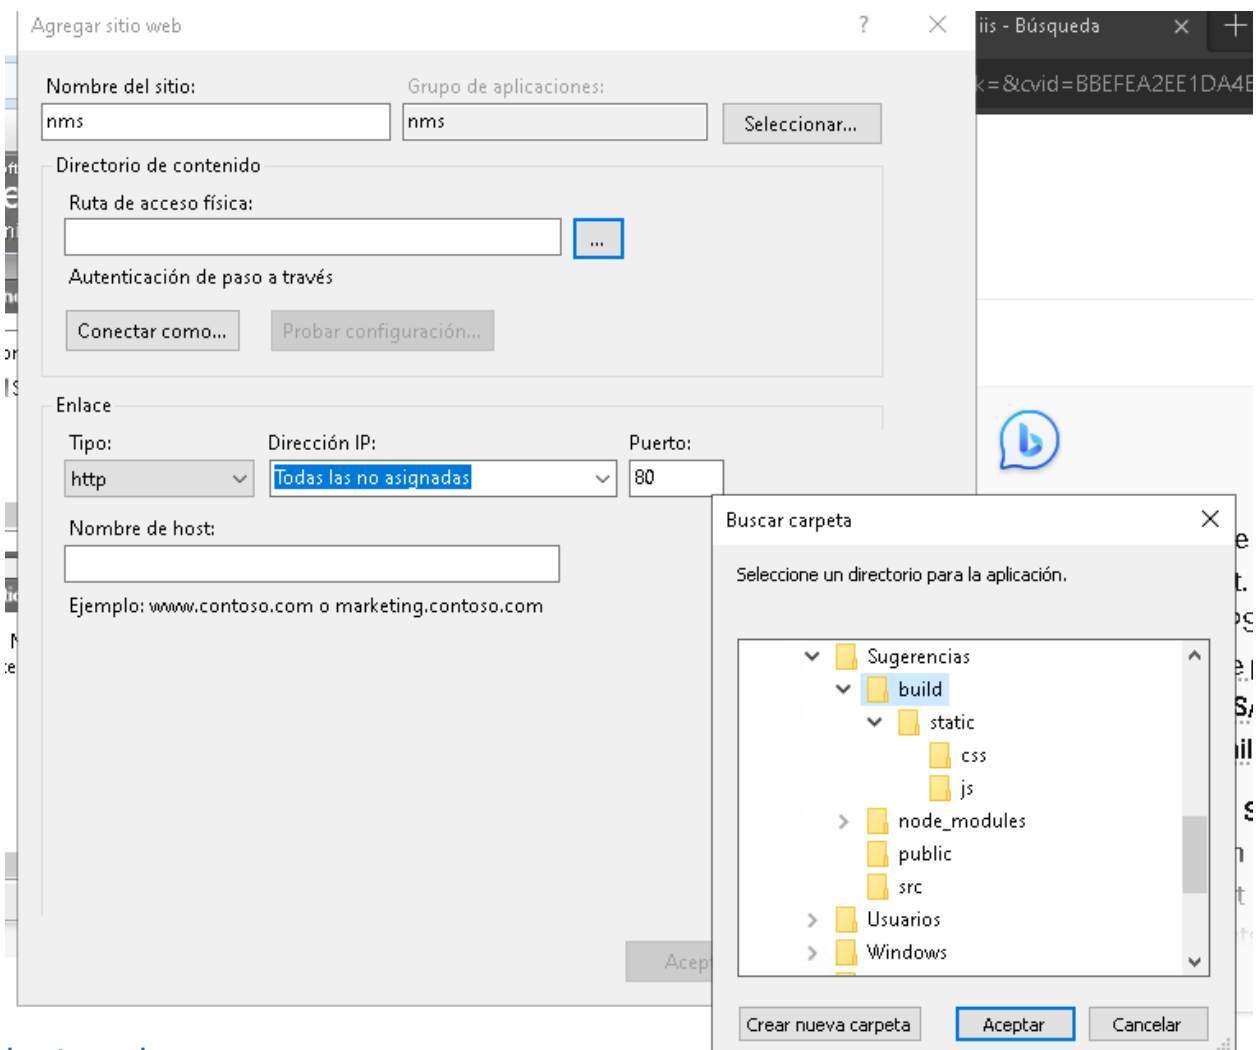 Agregar sitio web
iis - Búsqueda
k=&cvid=BBEFEA2EE1DA4E
Nombre del sitio:
Grupo de aplicaciones:
nms
nms
Seleccionar...
Directorio de contenido
Ruta de acceso física:
...
Autenticación de paso a través
Conectar como...
Probar configuración...
Enlace
Tipo:
Dirección IP:
Puerto:
http
Todas las no asignadas
80
Nombre de host:
Ejemplo: www.contoso.com o marketing.contoso.com
Buscar carpeta
Seleccione un directorio para la aplicación.
Sugerencias
build
static
css
js
node_modules
public
src
Usuarios
Windows
Acep
Crear nueva carpeta
Aceptar
Cancelar